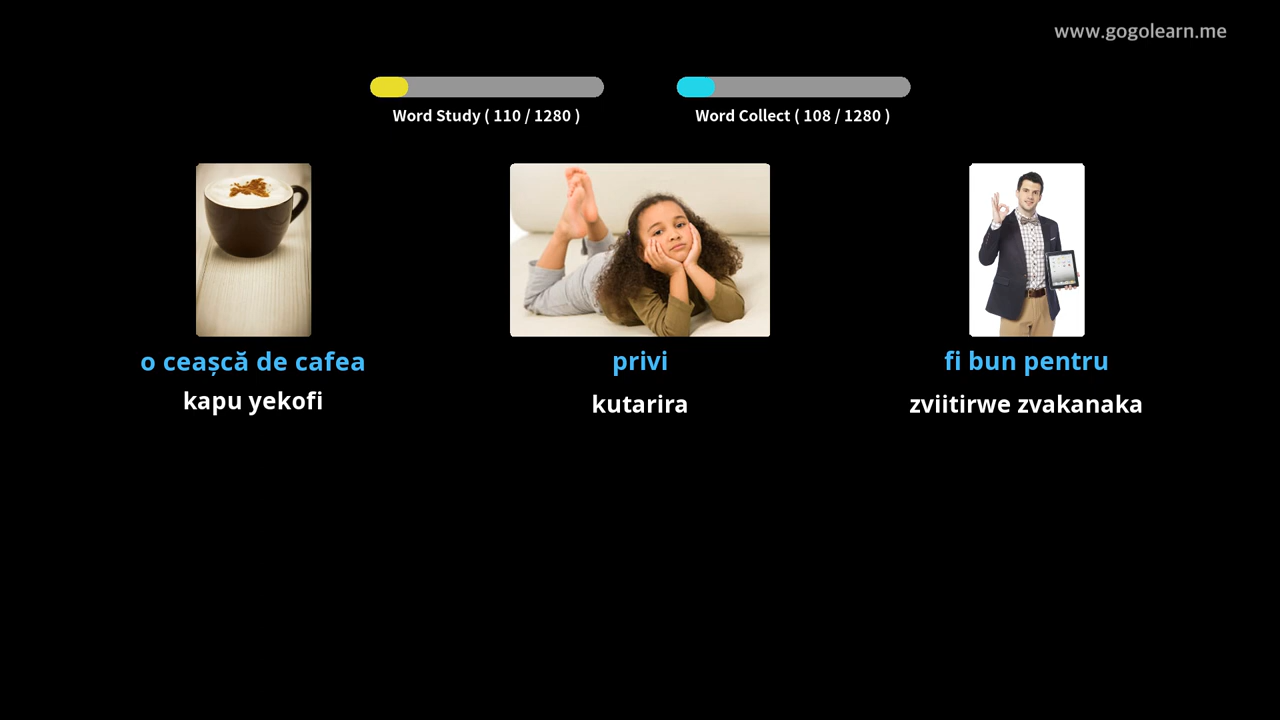 www.gogolearn.me
Word Study ( 110 / 1280 )
Word Collect ( 108 / 1280 )
o ceașcă de cafea
kapu yekofi
privi
kutarira
fi bun pentru
zviitirwe zvakanaka